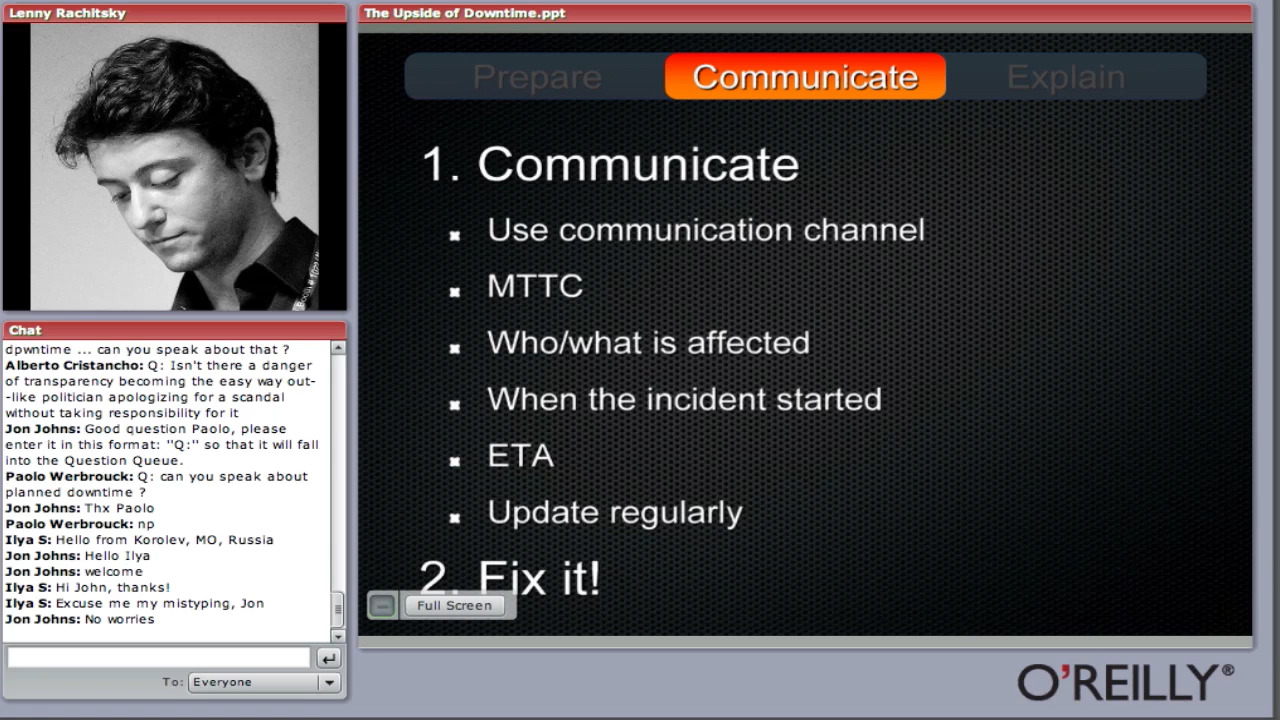 Lenny Rachitsky
The Upside of Downtime.ppt
Prepare
Communicate
Explain
1. Communicate
Use communication channel
MTTC
Who/what is affected
When the incident started
ETA
Update regularly
2. Fix it!
Full Screen
Chat
dpwntime ... can you speak about that ?
Alberto Cristancho: Q: Isn't there a danger
of transparency becoming the easy way out-
-like politician apologizing for a scandal
without taking responsibility for it
Jon Johns: Good question Paolo, please
enter it in this format: "Q:" so that it will fall
into the Question Queue.
Paolo Werbrouck: Q: can you speak about
planned downtime ?
Jon Johns: Thx Paolo
Paolo Werbrouck: np
Ilya S: Hello from Korolev, MO, Russia
Jon Johns: Hello Ilya
Jon Johns: welcome
Ilya S: Hi John, thanks!
Ilya S: Excuse me my mistyping, Jon
Jon Johns: No worries
To: Everyone
O'REILLY®